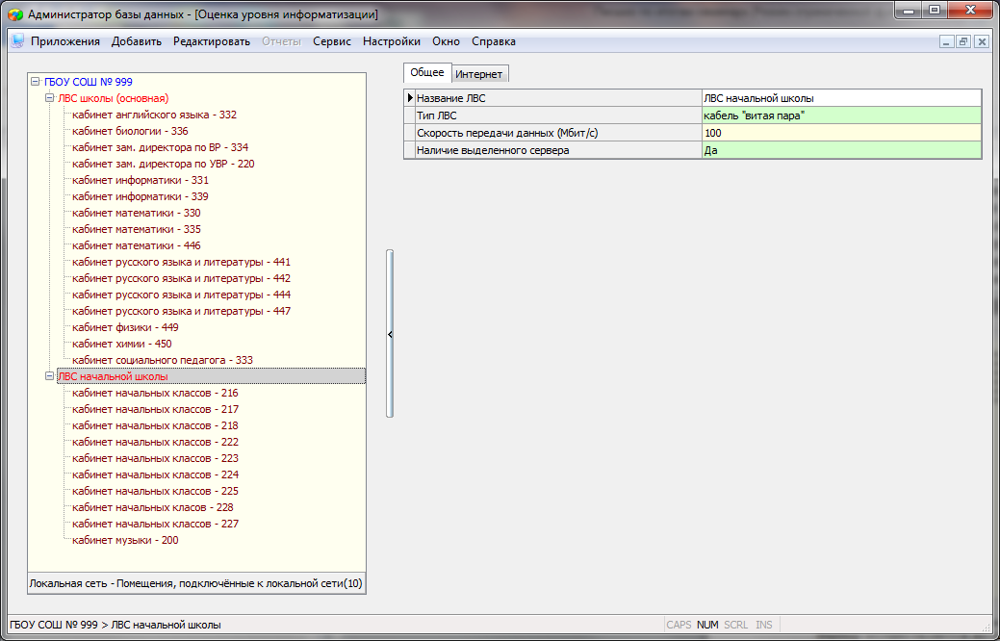 Администратор базы данных - [Оценка уровня информатизации]
Приложения Добавить Редактировать Отчеты Сервис Настройки Окно Справка
ГБОУ СОШ № 999
ЛВС школы (основная)
кабинет английского языка - 332
кабинет биологии - 336
кабинет зам. директора по ВР - 334
кабинет зам. директора по УВР - 220
кабинет информатики - 331
кабинет информатики - 339
кабинет математики - 330
кабинет математики - 335
кабинет математики - 446
кабинет русского языка и литературы - 441
кабинет русского языка и литературы - 442
кабинет русского языка и литературы - 444
кабинет русского языка и литературы - 447
кабинет физики - 449
кабинет химии - 450
кабинет социального педагога - 333
ЛВС начальной школы
кабинет начальных классов - 216
кабинет начальных классов - 217
кабинет начальных классов - 218
кабинет начальных классов - 222
кабинет начальных классов - 223
кабинет начальных классов - 224
кабинет начальных классов - 225
кабинет начальных класов - 228
кабинет начальных классов - 227
кабинет музыки - 200
Локальная сеть - Помещения, подключённые к локальной сети(10)
Общее Интернет
Название ЛВС ЛВС начальной школы
Тип ЛВС кабель "витая пара"
Скорость передачи данных (Мбит/с) 100
Наличие выделенного сервера Да
ГБОУ СОШ № 999 > ЛВС начальной школы CAPS NUM SCRL INS